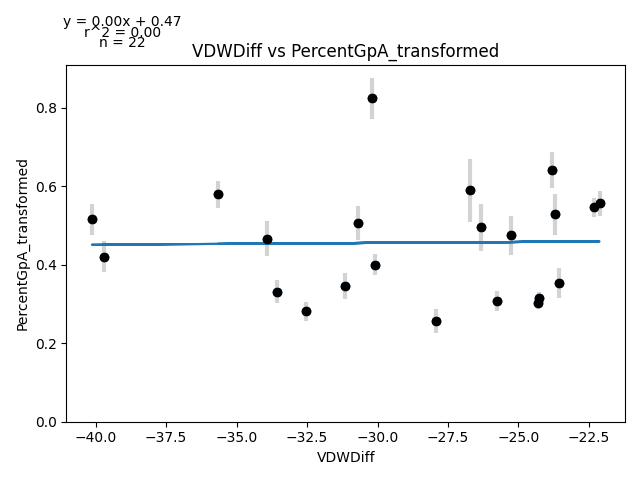 y = 0.00x + 0.47
r^2 = 0.00
n = 22
VDWDiff vs PercentGpA_transformed
0.8
0.6
0.4
0.2
0.0
PercentGpA_transformed
−40.0 −37.5 −35.0 −32.5 −30.0 −27.5 −25.0 −22.5
VDWDiff